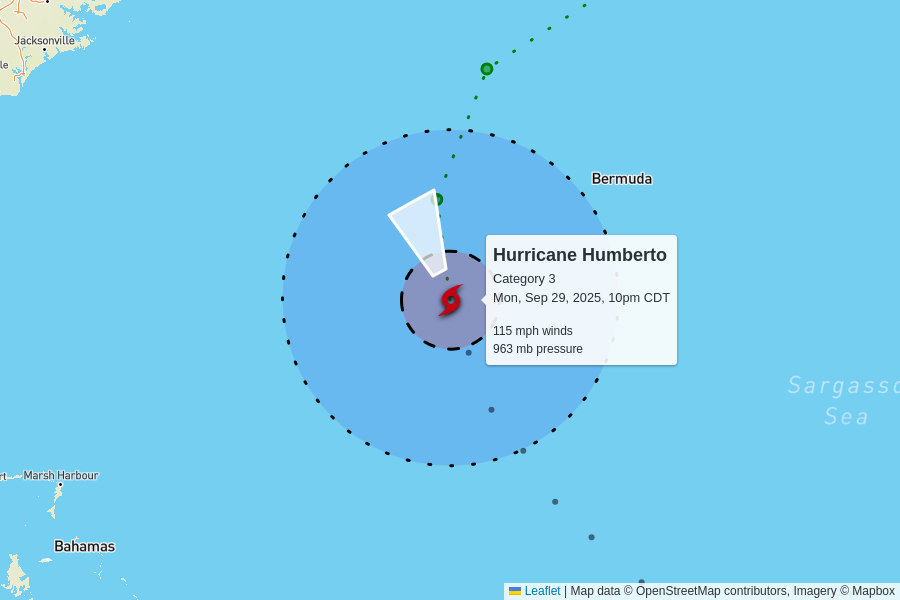 Jacksonville
Bermuda
Hurricane Humberto
Category 3
Mon, Sep 29, 2025, 10pm CDT
115 mph winds
963 mb pressure
Sargasso
Sea
Marsh Harbour
Bahamas
Leaflet | Map data © OpenStreetMap contributors, Imagery © Mapbox